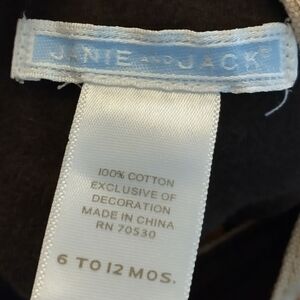 JANIE AND JACK®
100% COTTON
EXCLUSIVE OF
DECORATION
MADE IN CHINA
RN 70530
6 TO 12 MOS.